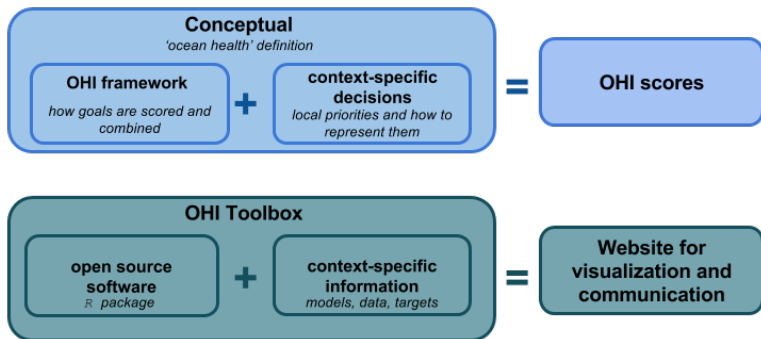 Conceptual
‘ocean health’ definition
OHI framework
how goals are scored and
combined
+
context-specific
decisions
local priorities and how to
represent them
=
OHI scores
OHI Toolbox
open source
software
R package
+
context-specific
information
models, data, targets
=
Website for
visualization and
communication